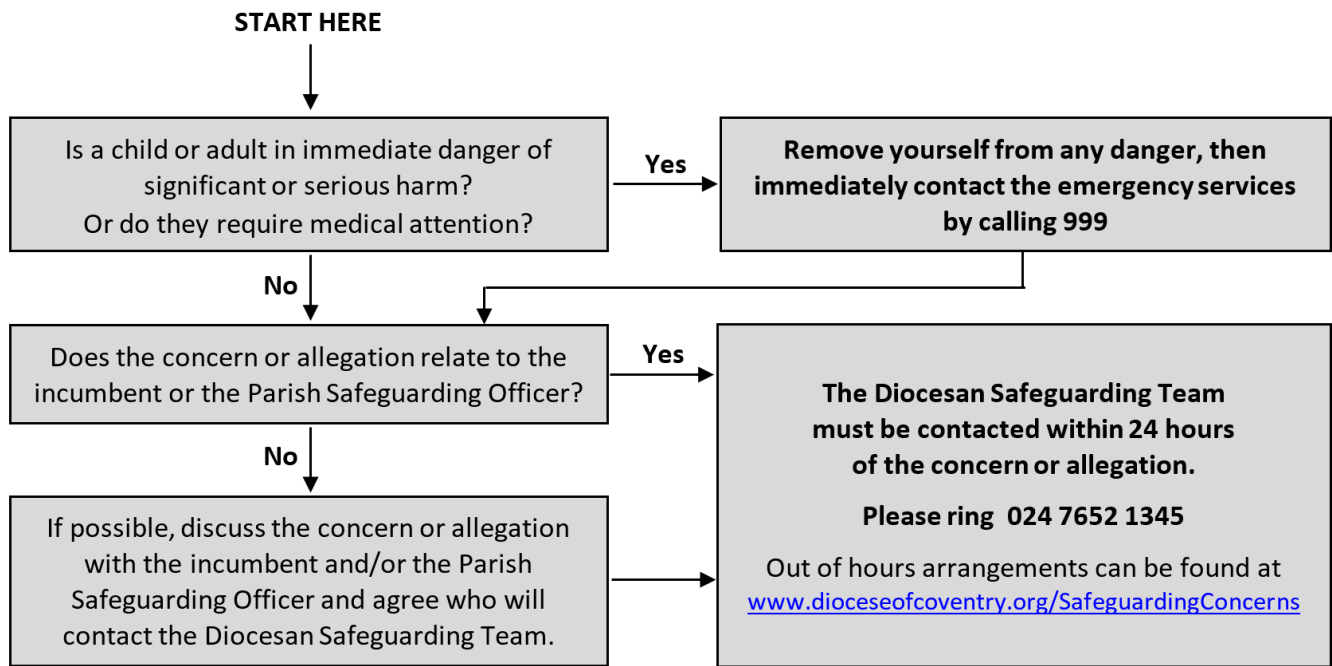 START HERE
Is a child or adult in immediate danger of
significant or serious harm?
Or do they require medical attention?
Yes
Remove yourself from any danger, then
immediately contact the emergency services
by calling 999
No
Does the concern or allegation relate to the
incumbent or the Parish Safeguarding Officer?
Yes
The Diocesan Safeguarding Team
must be contacted within 24 hours
of the concern or allegation.
Please ring 024 7652 1345
Out of hours arrangements can be found at
www.dioceseofcoventry.org/SafeguardingConcerns
No
If possible, discuss the concern or allegation
with the incumbent and/or the Parish
Safeguarding Officer and agree who will
contact the Diocesan Safeguarding Team.